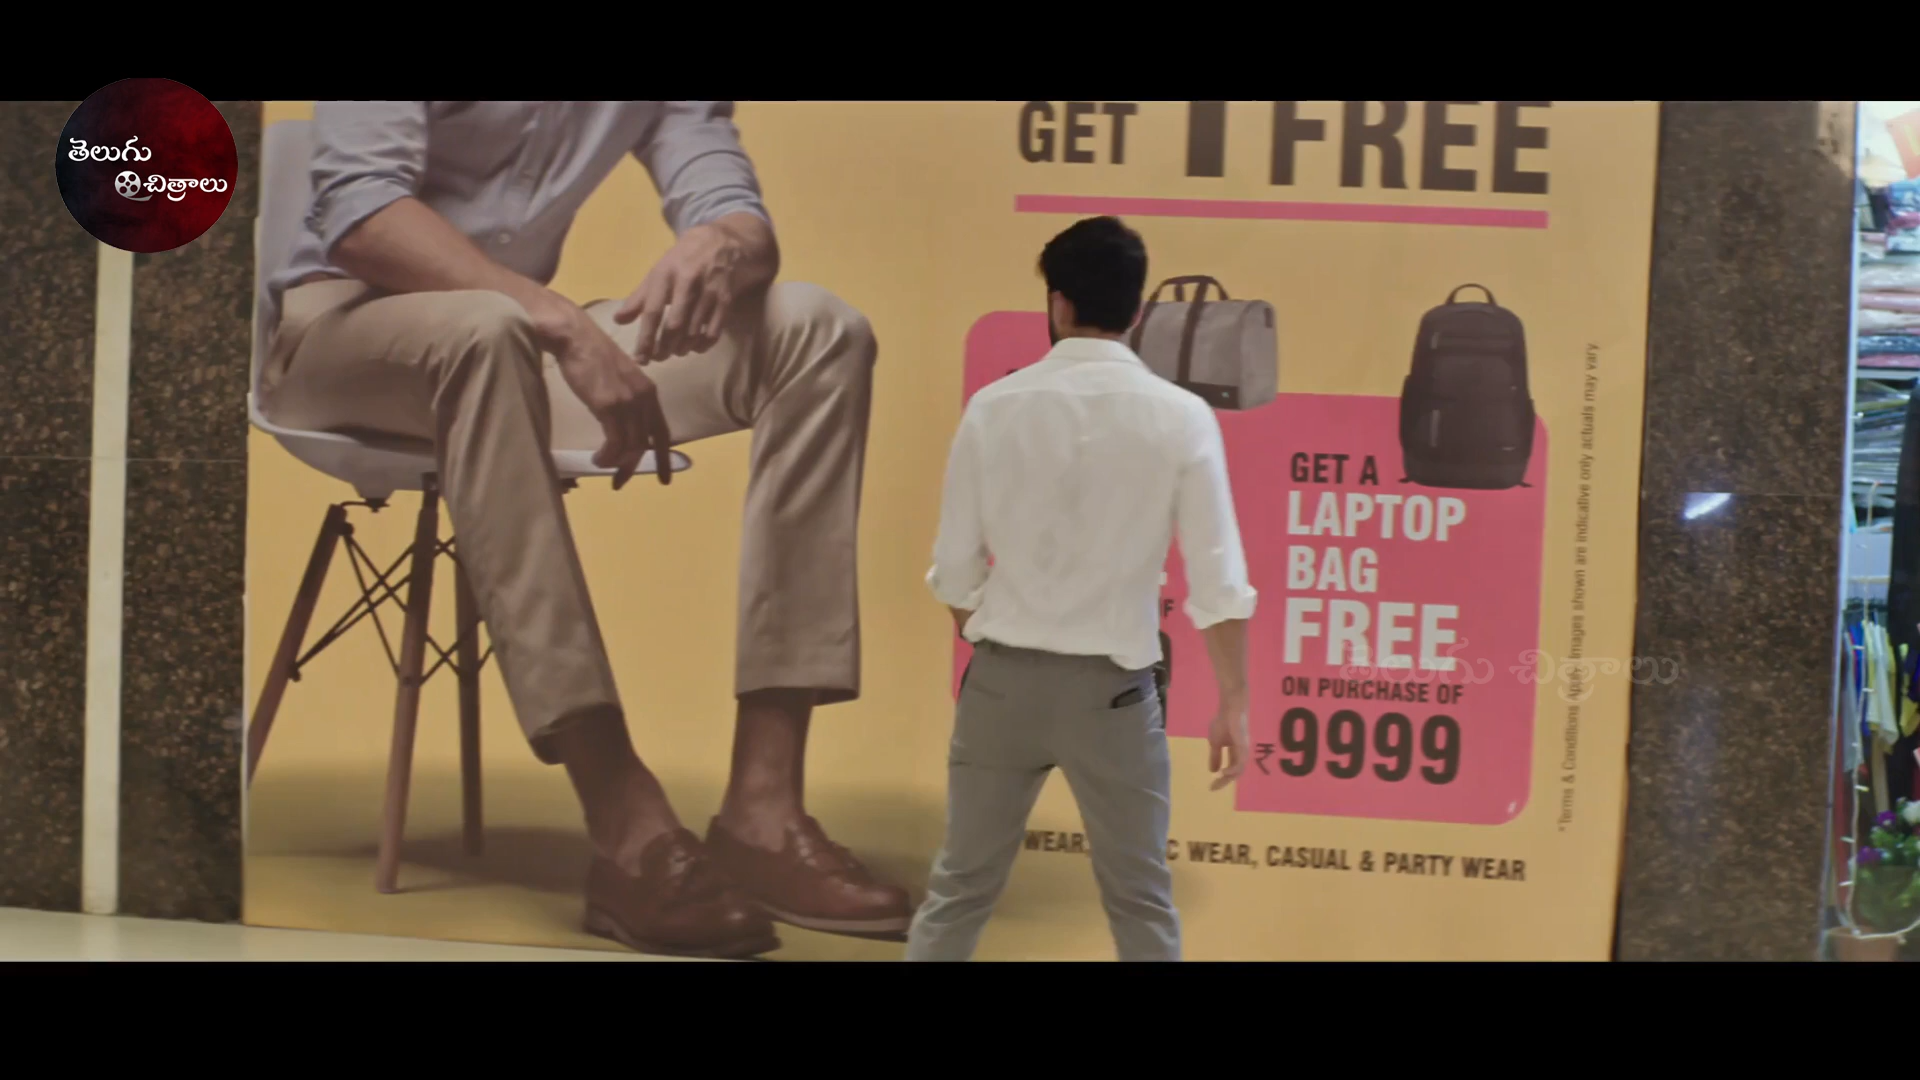 తెలుగు
చిత్రాలు
GET 1 FREE
GET A
LAPTOP
BAG
FREE
ON PURCHASE OF
₹9999
WEAR, C WEAR, CASUAL & PARTY WEAR
*Terms & Conditions Apply. Images shown are indicative only actuals may vary
తెలుగు చిత్రాలు